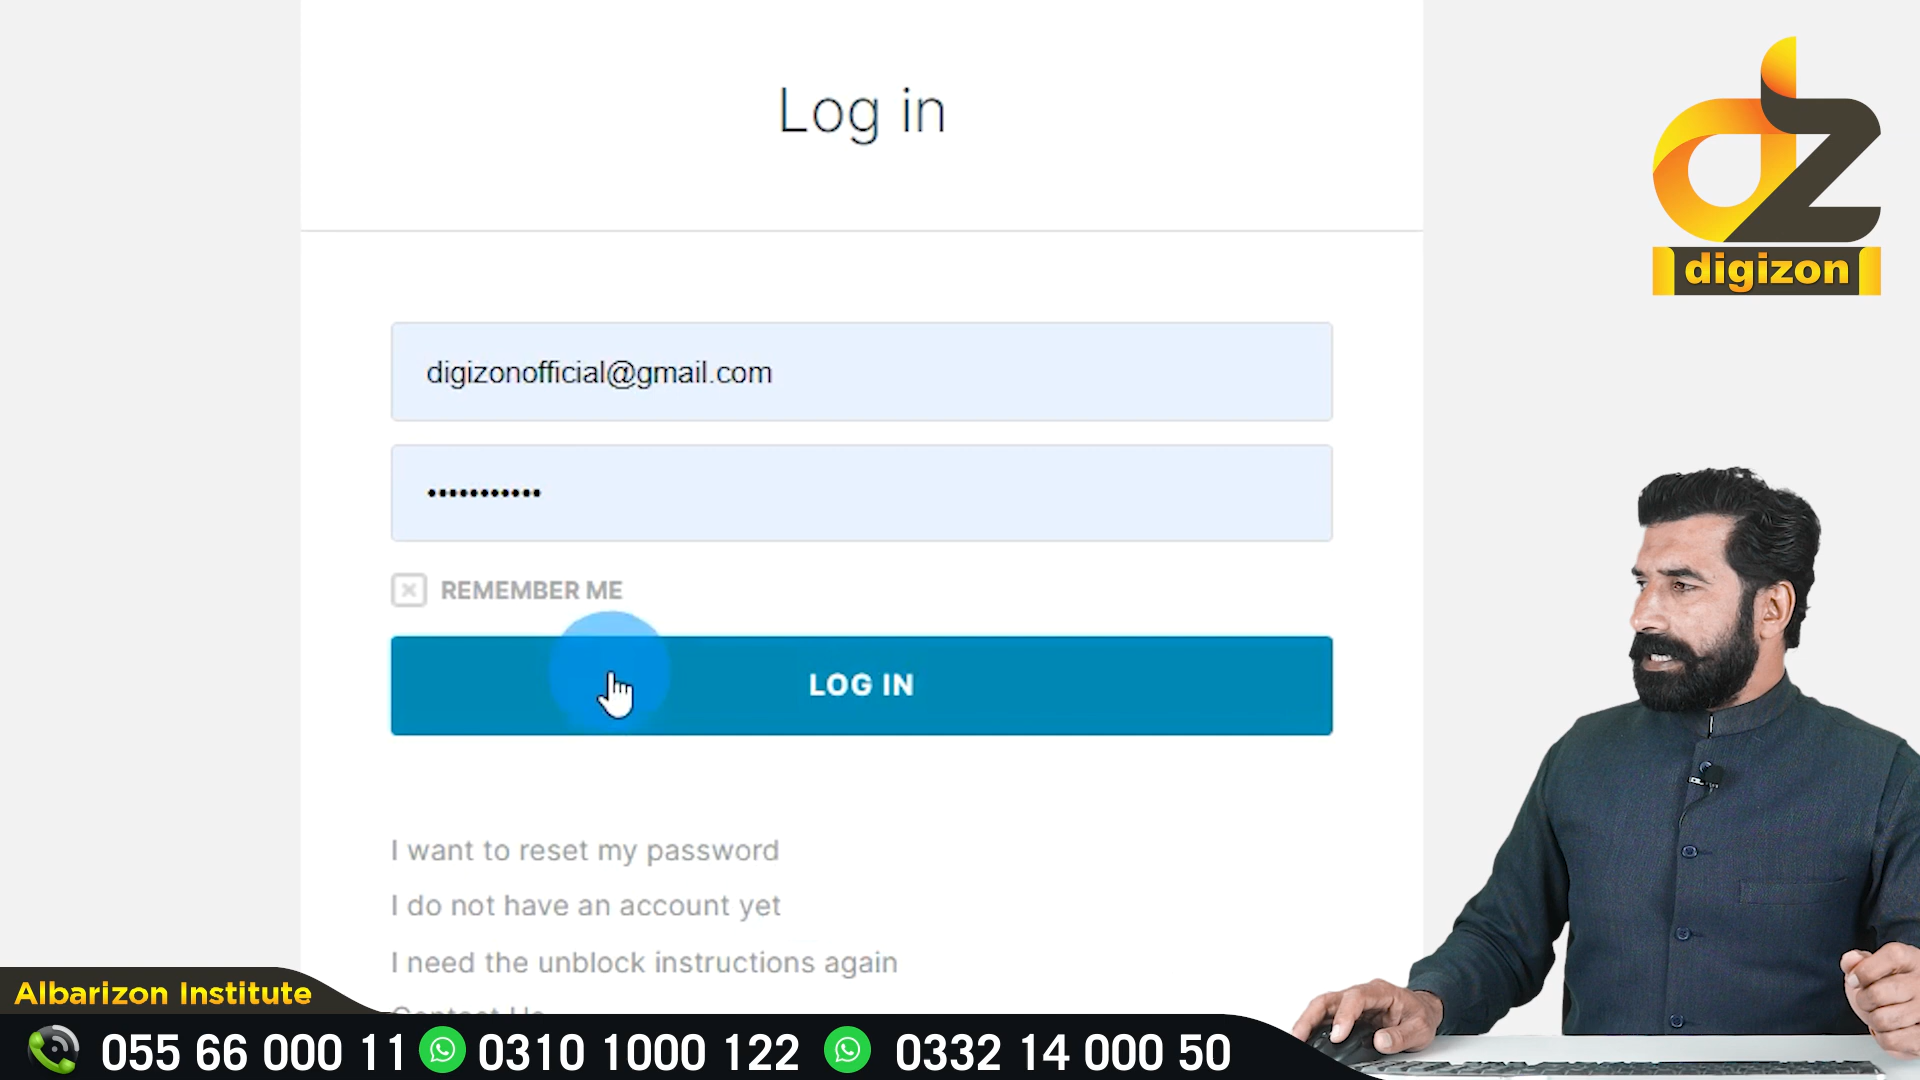 Log in
digizon
digizonofficial@gmail.com
•••••••••••
REMEMBER ME
LOG IN
I want to reset my password
I do not have an account yet
I need the unblock instructions again
Contact Us
Albarizon Institute
055 66 000 11 0310 1000 122 0332 14 000 50